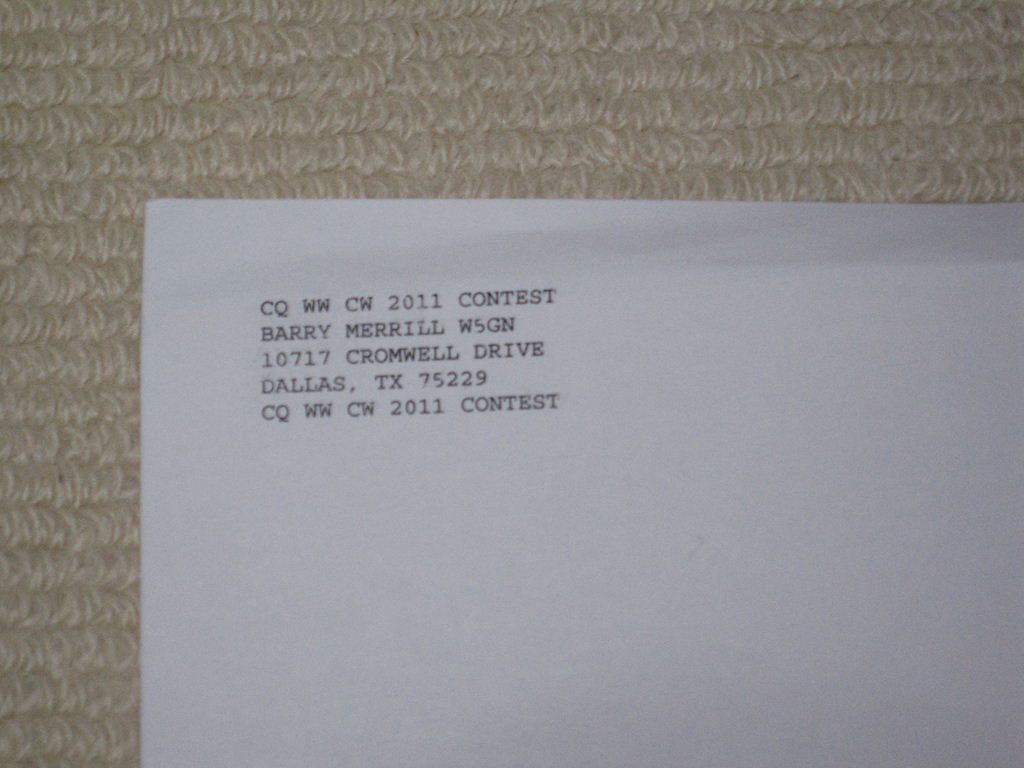 CQ WW CW 2011 CONTEST
BARRY MERRILL W5GN
10717 CROMWELL DRIVE
DALLAS, TX 75229
CQ WW CW 2011 CONTEST